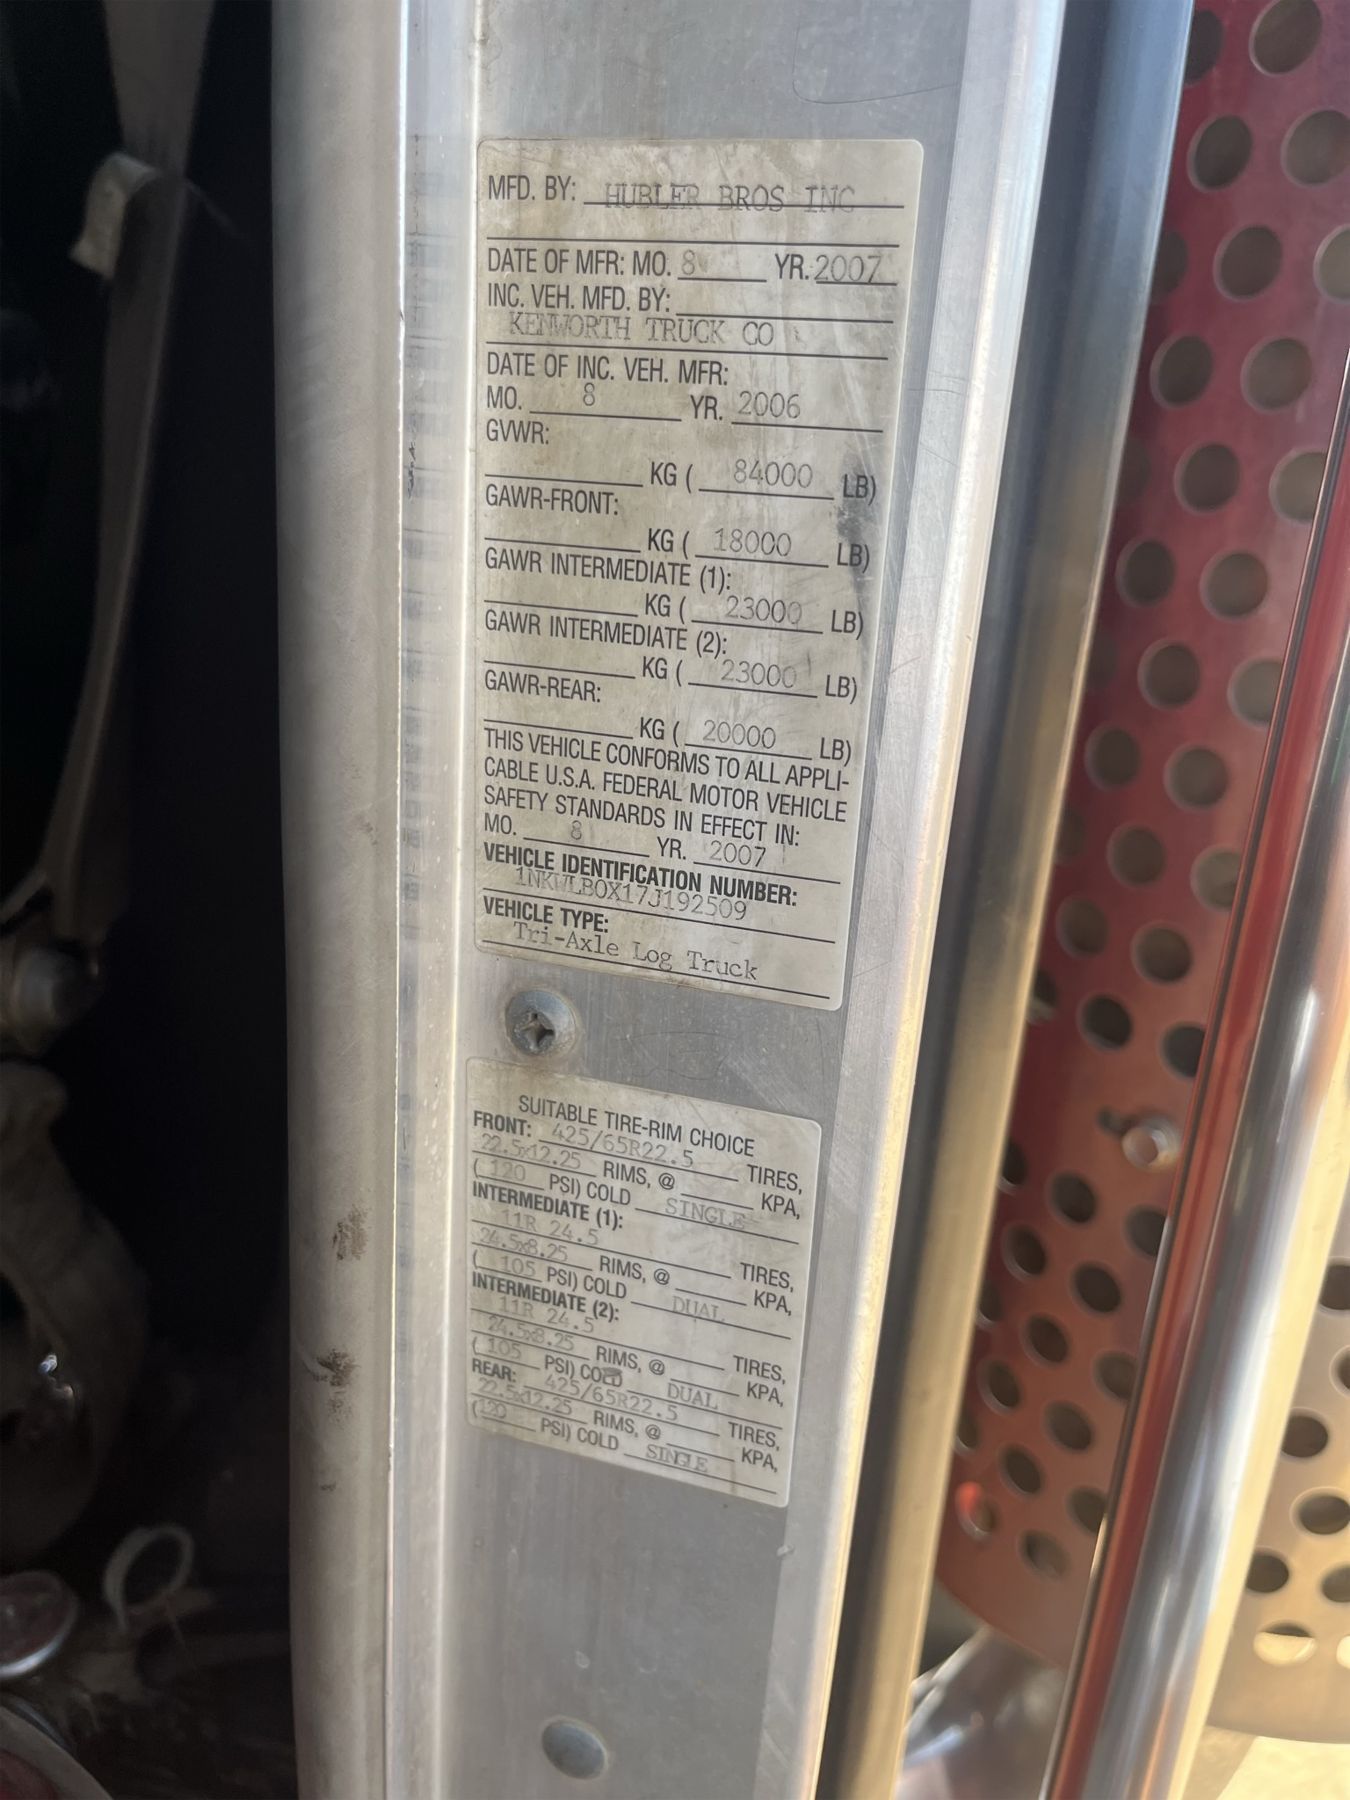 MFD. BY: HUBLER BROS INC
DATE OF MFR: MO. 8 YR. 2007
INC. VEH. MFD. BY:
KENWORTH TRUCK CO
DATE OF INC. VEH. MFR:
MO. 8 YR. 2006
GVWR:
KG ( 84000 LB)
GAWR-FRONT:
KG ( 18000 LB)
GAWR INTERMEDIATE (1):
KG ( 23000 LB)
GAWR INTERMEDIATE (2):
KG ( 23000 LB)
GAWR-REAR:
KG ( 20000 LB)
THIS VEHICLE CONFORMS TO ALL APPLI-
CABLE U.S.A. FEDERAL MOTOR VEHICLE
SAFETY STANDARDS IN EFFECT IN:
MO. 8 YR. 2007
VEHICLE IDENTIFICATION NUMBER:
1NKWLB0X17J192509
VEHICLE TYPE:
Tri-Axle Log Truck
SUITABLE TIRE-RIM CHOICE
FRONT: 425/65R22.5 TIRES,
22.5x12.25 RIMS, @ KPA,
( 120 PSI) COLD SINGLE
INTERMEDIATE (1):
11R 24.5 TIRES,
24.5x8.25 RIMS, @ KPA,
( 105 PSI) COLD DUAL
INTERMEDIATE (2):
11R 24.5 TIRES,
24.5x8.25 RIMS, @ KPA,
( 105 PSI) COLD DUAL
REAR: 425/65R22.5 TIRES,
22.5x12.25 RIMS, @ KPA,
(120 PSI) COLD SINGLE